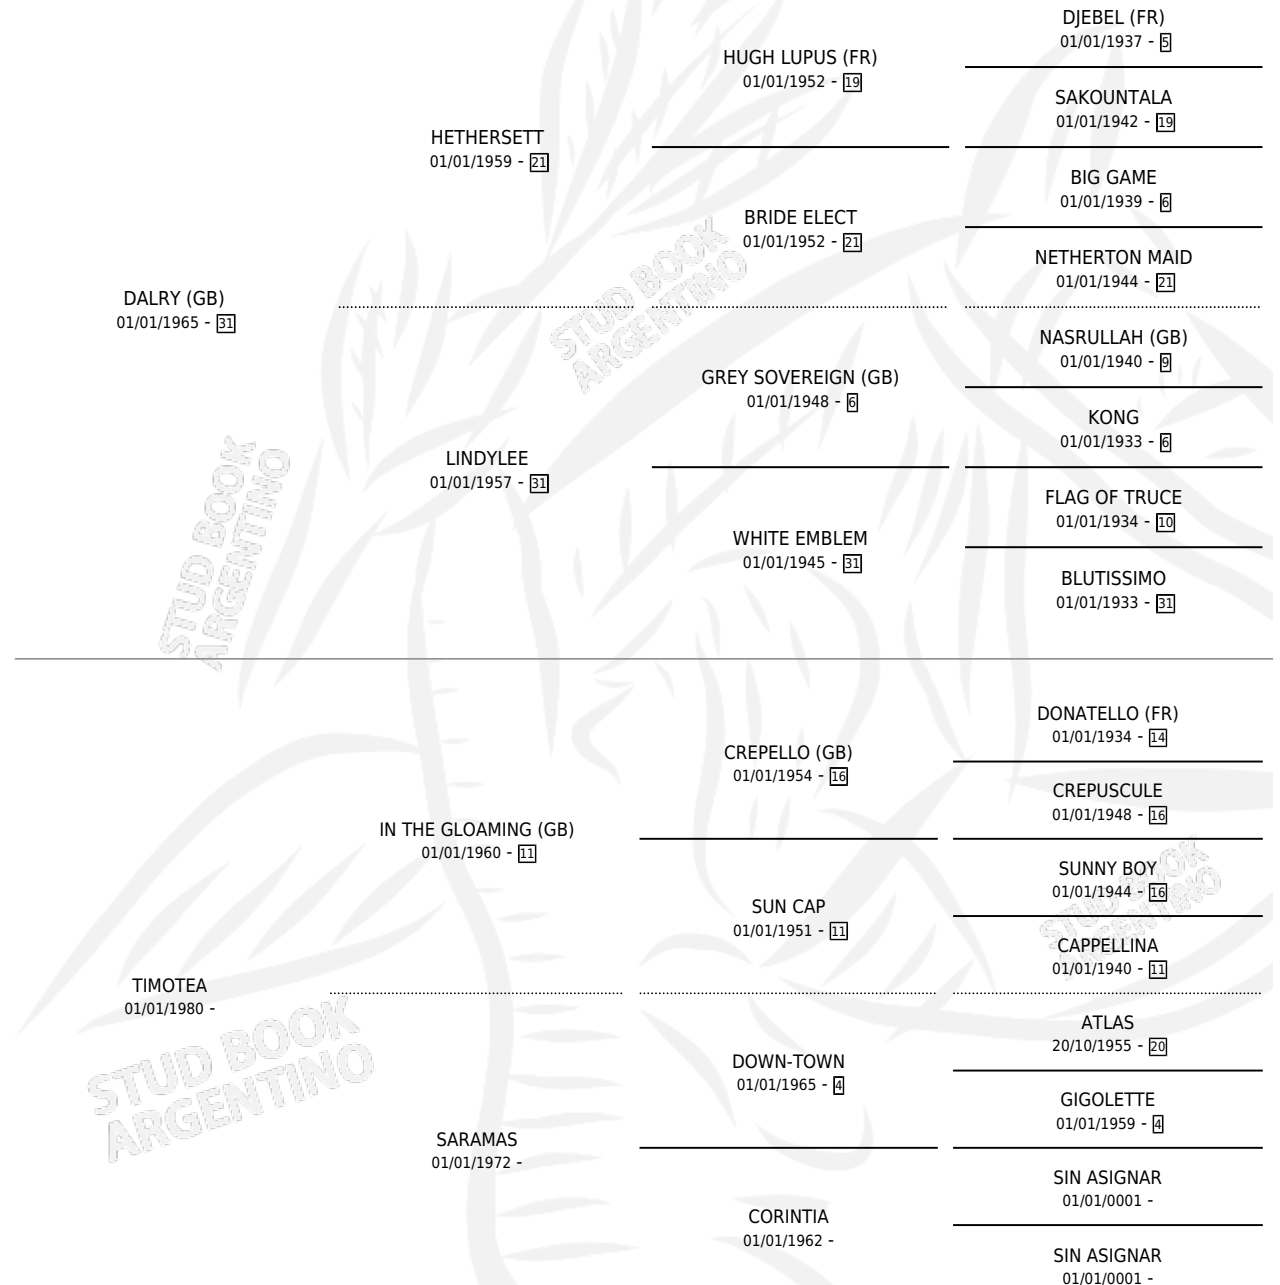 DJEBEL (FR)
01/01/1937 - 5
HUGH LUPUS (FR)
01/01/1952 - 19
SAKOUNTALA
01/01/1942 - 19
HETHERSETT
01/01/1959 - 21
BIG GAME
01/01/1939 - 6
BRIDE ELECT
01/01/1952 - 21
NETHERTON MAID
01/01/1944 - 21
DALRY (GB)
01/01/1965 - 31
NASRULLAH (GB)
01/01/1940 - 9
GREY SOVEREIGN (GB)
01/01/1948 - 6
KONG
01/01/1933 - 6
LINDYLEE
01/01/1957 - 31
FLAG OF TRUCE
01/01/1934 - 10
WHITE EMBLEM
01/01/1945 - 31
BLUTISSIMO
01/01/1933 - 31
DONATELLO (FR)
01/01/1934 - 14
CREPELLO (GB)
01/01/1954 - 16
CREPUSCULE
01/01/1948 - 16
IN THE GLOAMING (GB)
01/01/1960 - 11
SUNNY BOY
01/01/1944 - 16
SUN CAP
01/01/1951 - 11
CAPPELLINA
01/01/1940 - 11
TIMOTEA
01/01/1980 -
ATLAS
20/10/1955 - 20
DOWN-TOWN
01/01/1965 - 4
GIGOLETTE
01/01/1959 - 4
SARAMAS
01/01/1972 -
SIN ASIGNAR
01/01/0001 -
CORINTIA
01/01/1962 -
SIN ASIGNAR
01/01/0001 -
STUD BOOK
ARGENTINO
STUD BOOK
ARGENTINO
STUD BOOK
ARGENTINO
STUD BOOK
ARGENTINO